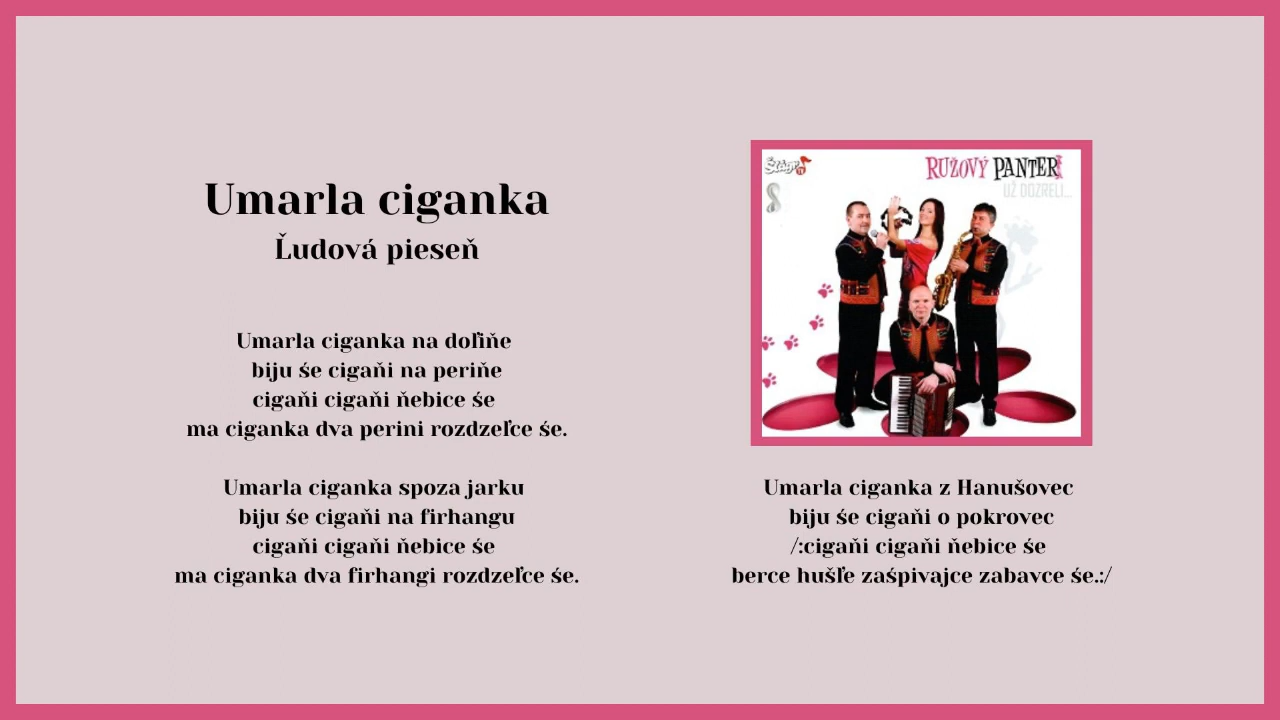 Umarla ciganka
Ľudová pieseň
Umarla ciganka na doľiňe
biju śe cigaňi na periňe
cigaňi cigaňi ňebice śe
ma ciganka dva perini rozdzeľce śe.
Umarla ciganka spoza jarku
biju śe cigaňi na firhangu
cigaňi cigaňi ňebice śe
ma ciganka dva firhangi rozdzeľce śe.
Šlágr TV
RUŽOVÝ PANTER
UŽ DOZRELI...
Umarla ciganka z Hanušovec
biju śe cigaňi o pokrovec
/:cigaňi cigaňi ňebice śe
berce hušľe zaśpivajce zabavce śe.:/